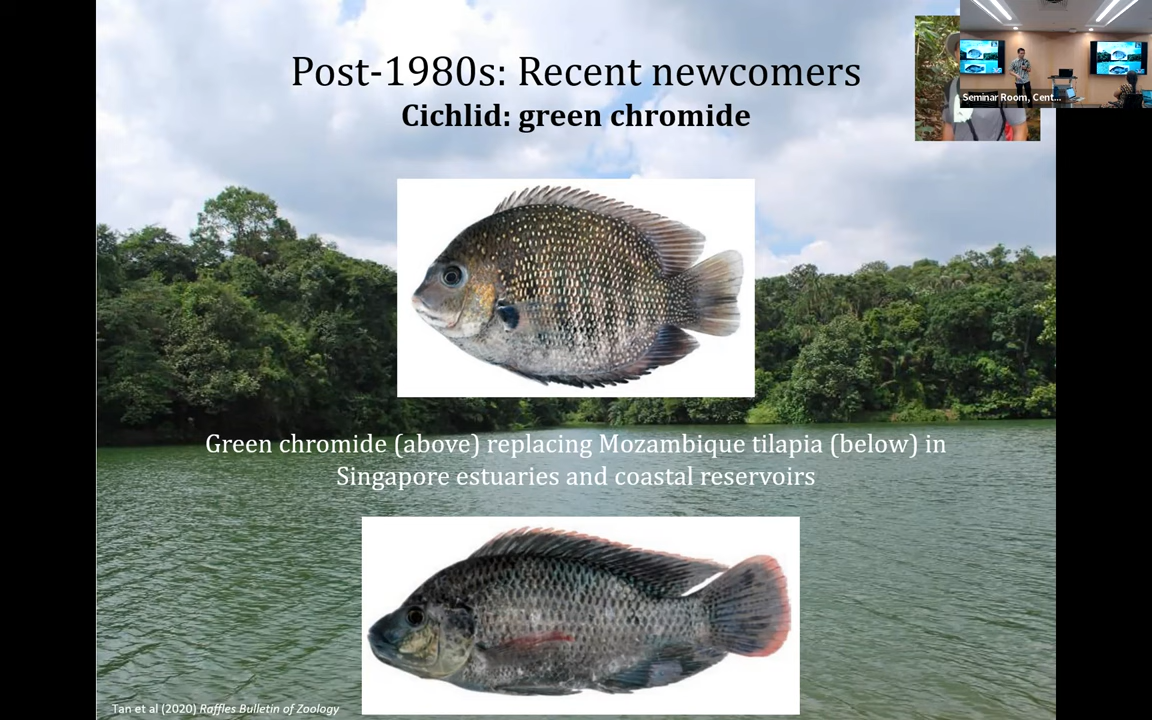 Post-1980s: Recent newcomers
Cichlid: green chromide
Seminar Room, Cent...
Green chromide (above) replacing Mozambique tilapia (below) in
Singapore estuaries and coastal reservoirs
Tan et al (2020) Raffles Bulletin of Zoology